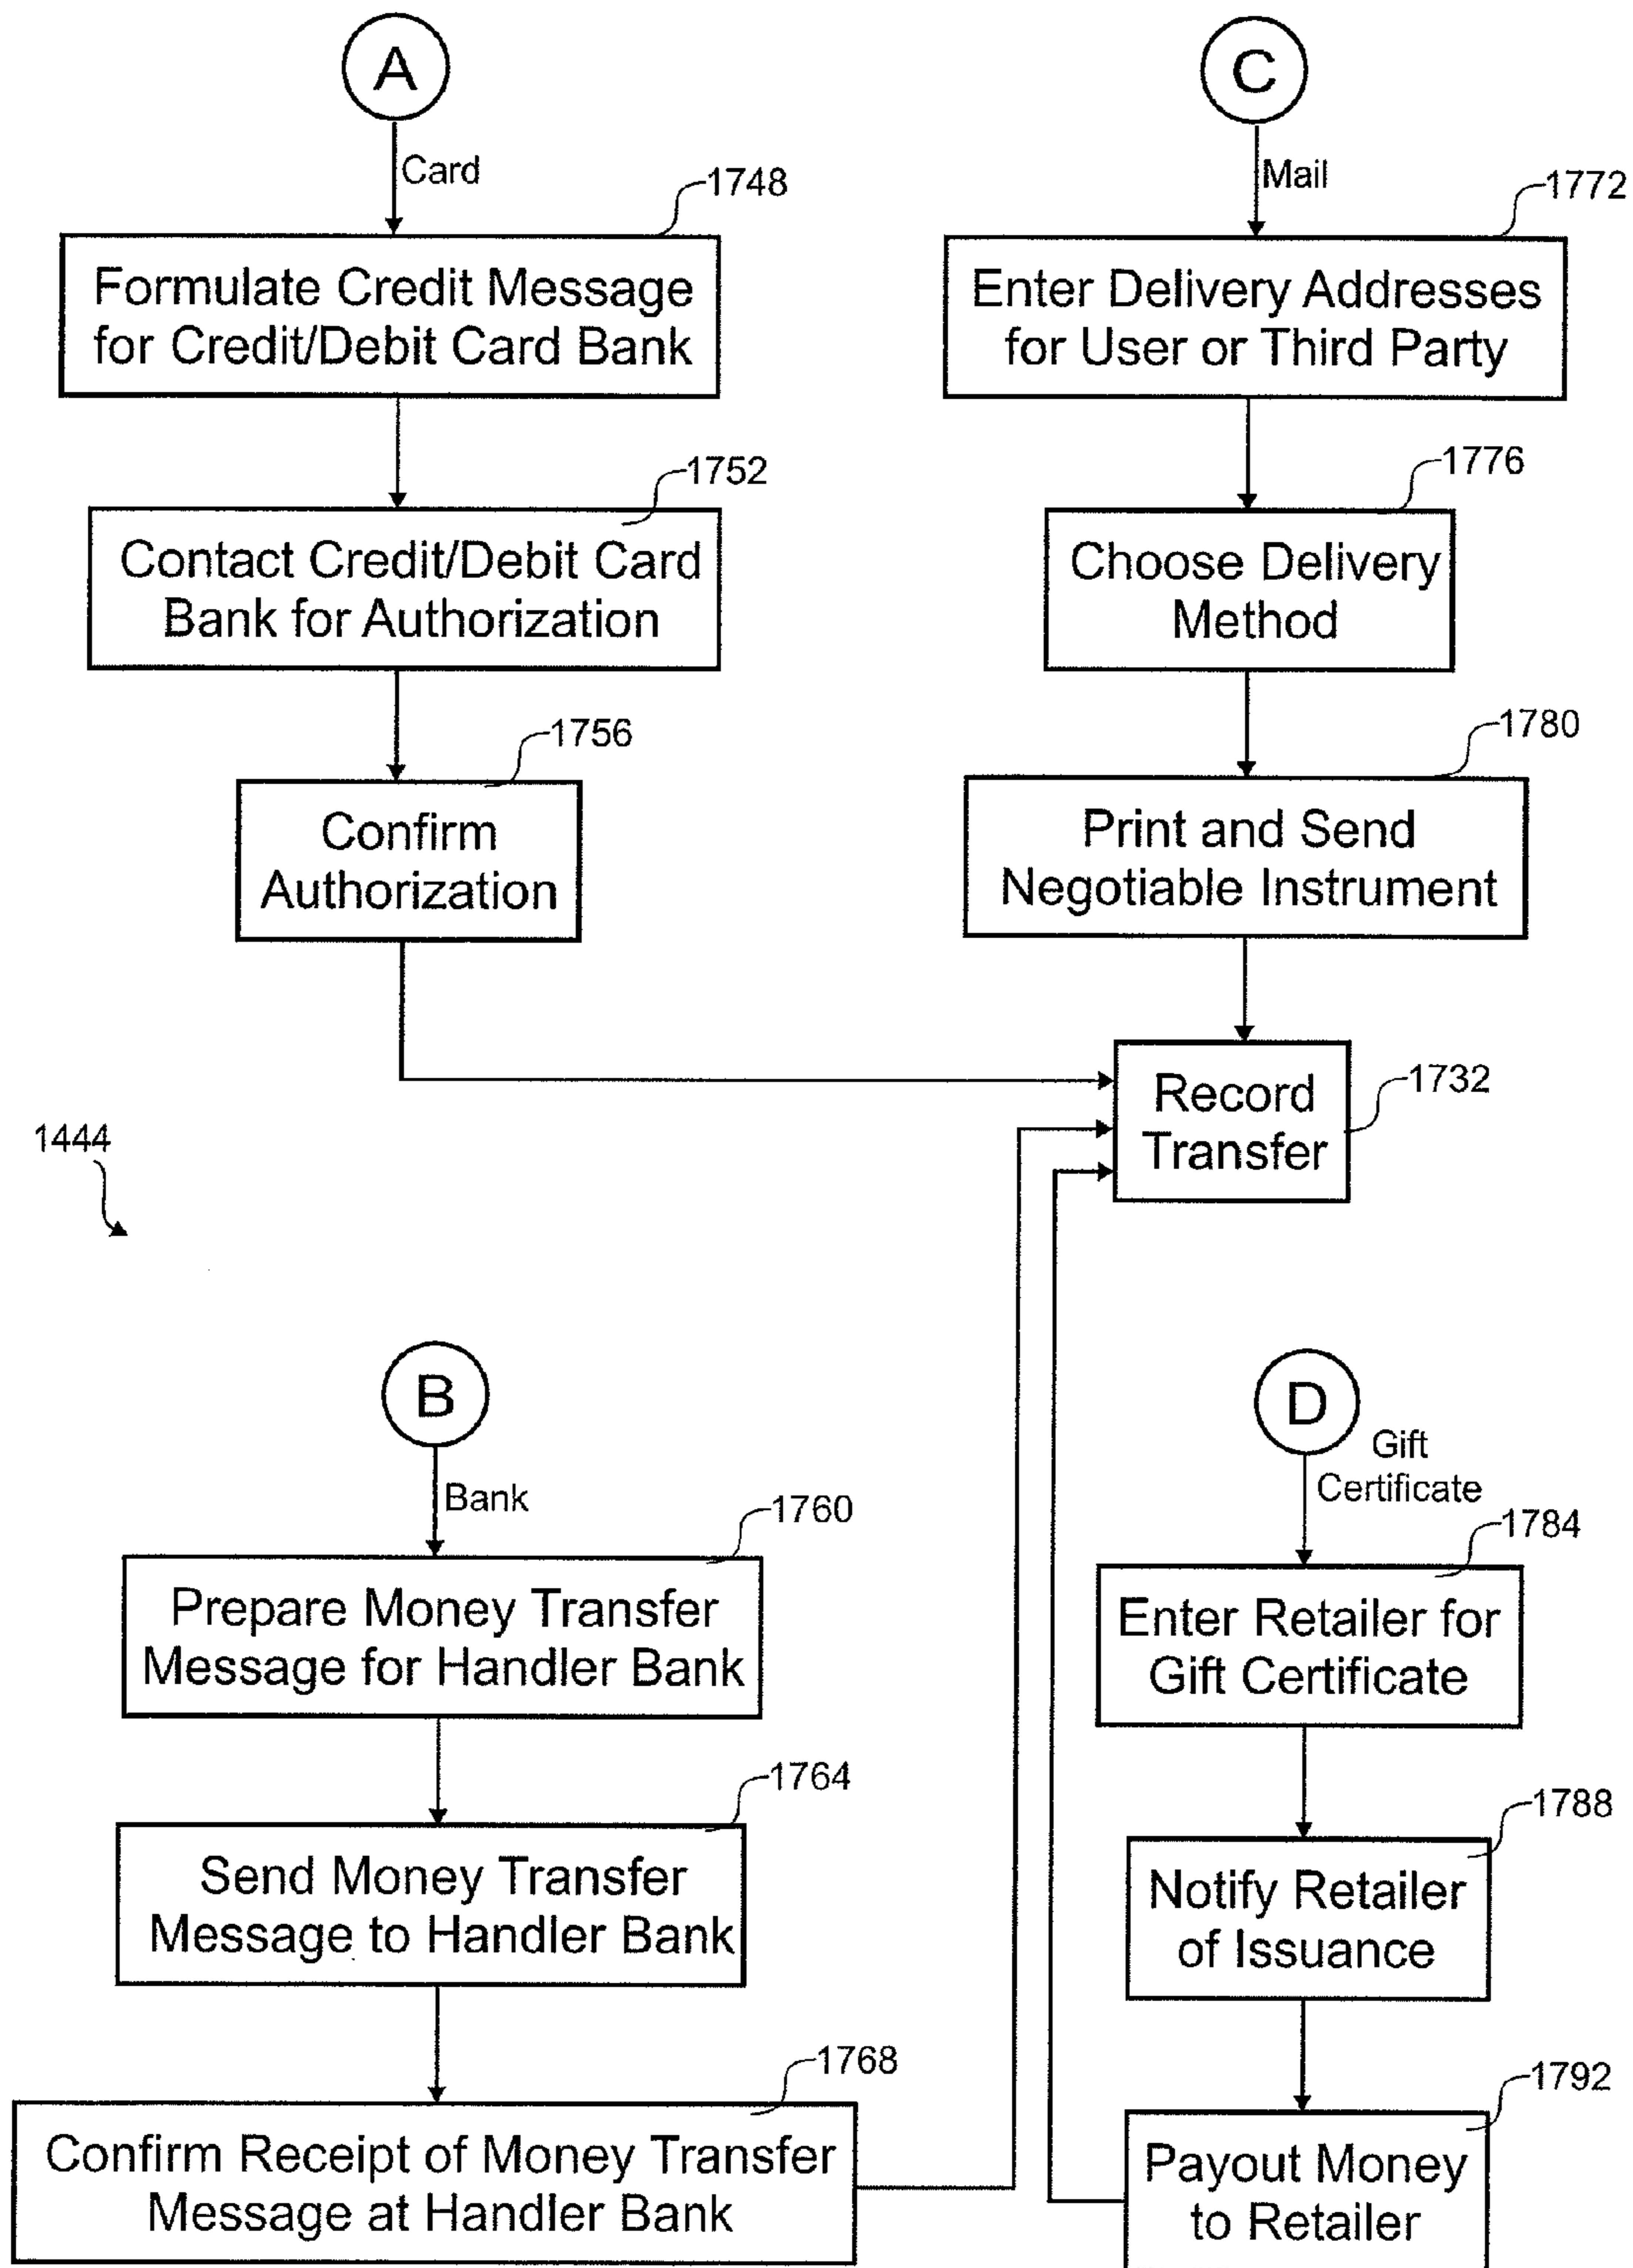 A
Card
1748
Formulate Credit Message
for Credit/Debit Card Bank
1752
Contact Credit/Debit Card
Bank for Authorization
1756
Confirm
Authorization
C
Mail
1772
Enter Delivery Addresses
for User or Third Party
1776
Choose Delivery
Method
1780
Print and Send
Negotiable Instrument
1732
Record
Transfer
1444
B
Bank
1760
Prepare Money Transfer
Message for Handler Bank
1764
Send Money Transfer
Message to Handler Bank
1768
Confirm Receipt of Money Transfer
Message at Handler Bank
D
Gift
Certificate
1784
Enter Retailer for
Gift Certificate
1788
Notify Retailer
of Issuance
1792
Payout Money
to Retailer